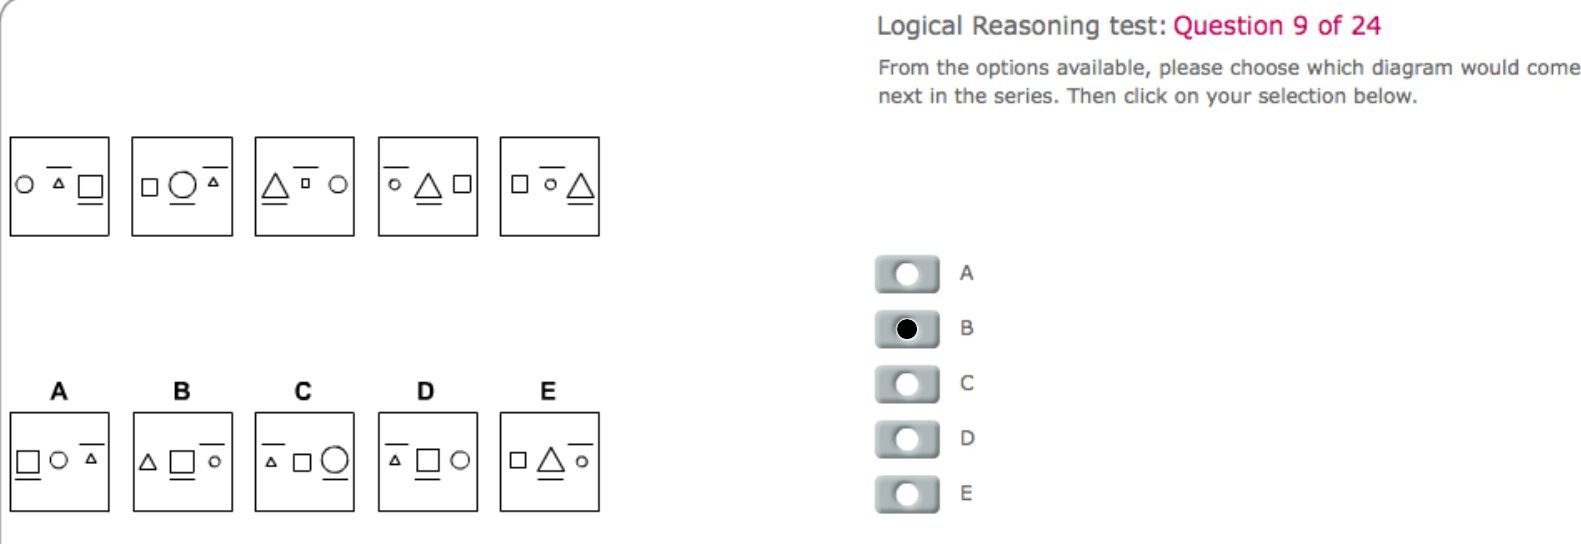 Logical Reasoning test: Question 9 of 24
From the options available, please choose which diagram would come
next in the series. Then click on your selection below.
A
B
C
D
E
A B C D E